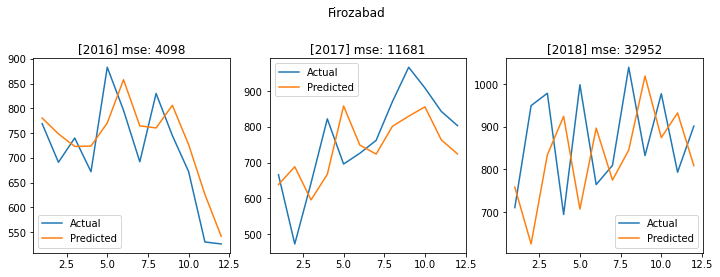 Firozabad
[2016] mse: 4098
900
850
800
750
700
650
600
550
Actual
Predicted
2.5 5.0 7.5 10.0 12.5
[2017] mse: 11681
Actual
Predicted
900
800
700
600
500
2.5 5.0 7.5 10.0 12.5
[2018] mse: 32952
1000
900
800
700
Actual
Predicted
2.5 5.0 7.5 10.0 12.5